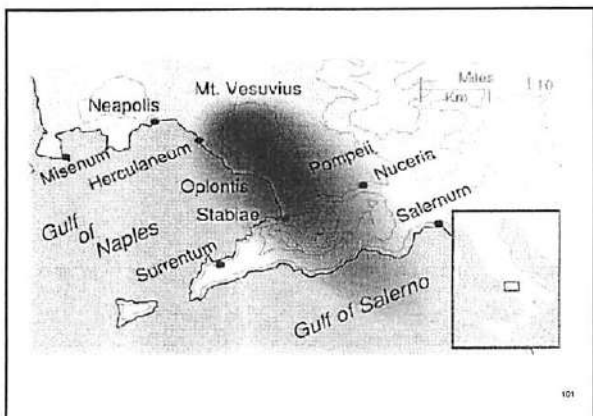 Mt. Vesuvius
Miles
Km
10
Neapolis
Misenum
Herculaneum
Pompeii
Nuceria
Oplontis
Stabiae
Salernum
Gulf
of
Naples
Surrentum
Gulf of Salerno
101